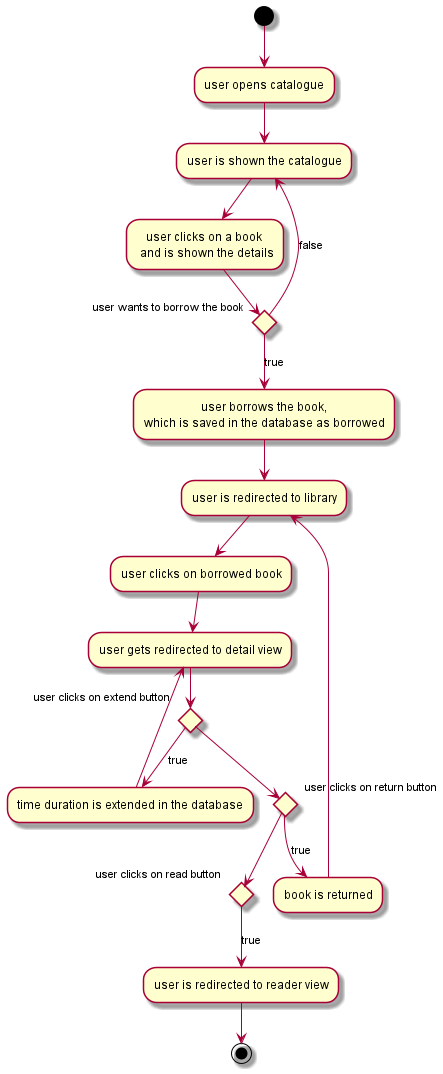 user opens catalogue
user is shown the catalogue
user clicks on a book
and is shown the details
false
user wants to borrow the book
true
user borrows the book,
which is saved in the database as borrowed
user is redirected to library
user clicks on borrowed book
user gets redirected to detail view
user clicks on extend button
true
user clicks on return button
time duration is extended in the database
true
user clicks on read button
book is returned
true
user is redirected to reader view